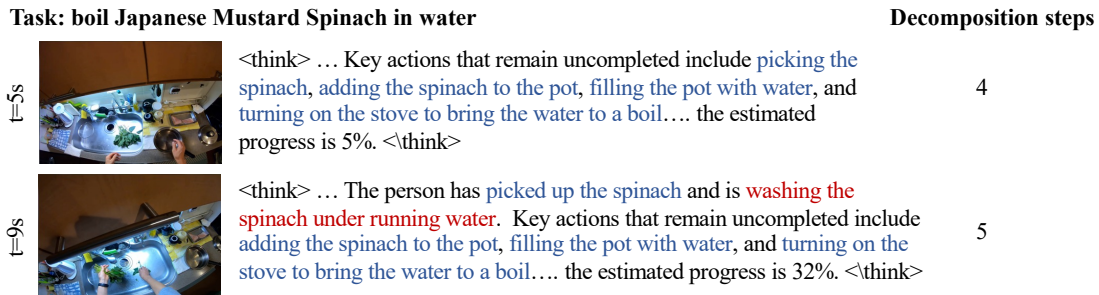 Task: boil Japanese Mustard Spinach in water
Decomposition steps
t=5s
<think> … Key actions that remain uncompleted include picking the
spinach, adding the spinach to the pot, filling the pot with water, and
turning on the stove to bring the water to a boil…. the estimated
progress is 5%. <\think>
4
t=9s
<think> … The person has picked up the spinach and is washing the
spinach under running water. Key actions that remain uncompleted include
adding the spinach to the pot, filling the pot with water, and turning on the
stove to bring the water to a boil…. the estimated progress is 32%. <\think>
5